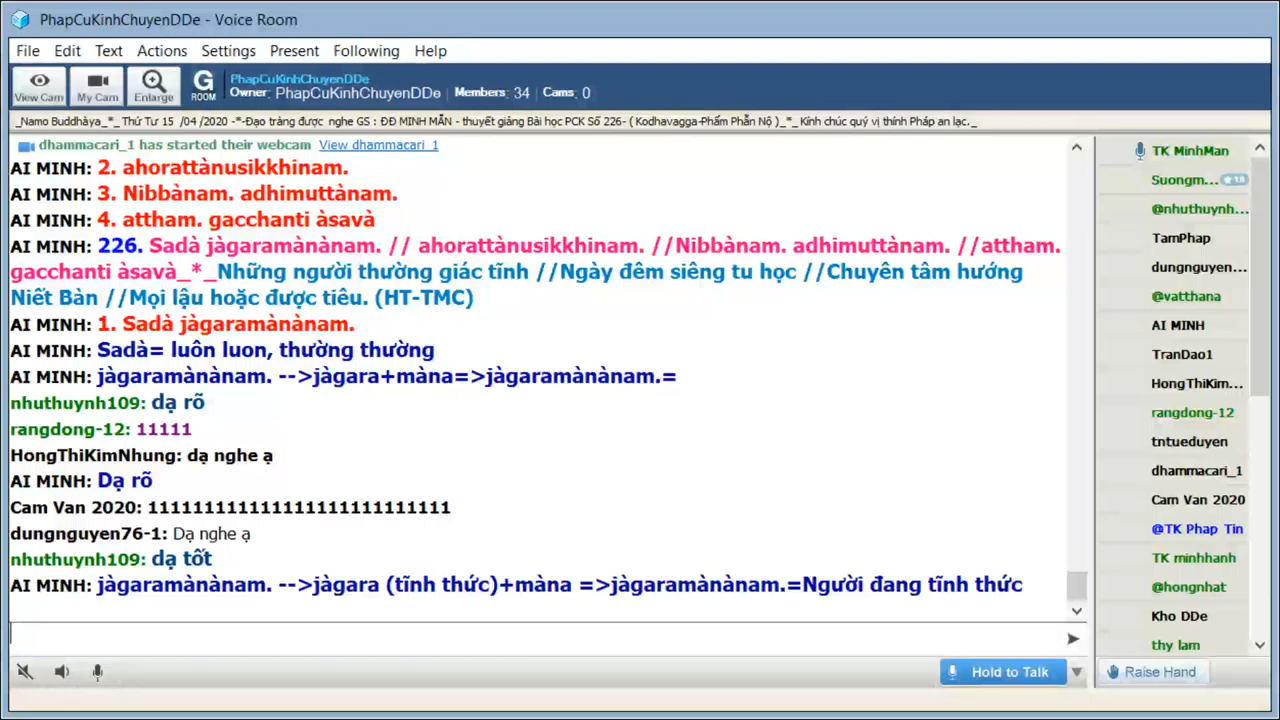 PhapCuKinhChuyenDDe - Voice Room
File Edit Text Actions Settings Present Following Help
View Cam My Cam Enlarge G ROOM PhapCuKinhChuyenDDe
Owner: PhapCuKinhChuyenDDe Members: 34 Cams: 0
_Namo Buddhàya_*_ Thứ Tư 15 /04 /2020 -*-Đạo tràng được nghe GS : ĐĐ MINH MẪN - thuyết giảng Bài học PCK Số 226- ( Kodhavagga-Phẩm Phẫn Nộ )_*_ Kính chúc quý vị thính Pháp an lạc._
dhammacari_1 has started their webcam View dhammacari_1
AI MINH: 2. ahorattànusikkhinam.
AI MINH: 3. Nibbànam. adhimuttànam.
AI MINH: 4. attham. gacchanti àsavà
AI MINH: 226. Sadà jàgaramànànam. // ahorattànusikkhinam. //Nibbànam. adhimuttànam. //attham.
gacchanti àsavà_*_Những người thường giác tĩnh //Ngày đêm siêng tu học //Chuyên tâm hướng
Niết Bàn //Mọi lậu hoặc được tiêu. (HT-TMC)
AI MINH: 1. Sadà jàgaramànànam.
AI MINH: Sadà= luôn luon, thường thường
AI MINH: jàgaramànànam. -->jàgara+màna=>jàgaramànànam.=
nhuthuynh109: dạ rõ
rangdong-12: 11111
HongThiKimNhung: dạ nghe ạ
AI MINH: Dạ rõ
Cam Van 2020: 111111111111111111111111111
dungnguyen76-1: Dạ nghe ạ
nhuthuynh109: dạ tốt
AI MINH: jàgaramànànam. -->jàgara (tĩnh thức)+màna =>jàgaramànànam.=Người đang tĩnh thức
TK MinhMan
Suongm...
@nhuthuynh...
TamPhap
dungnguyen...
@vatthana
AI MINH
TranDao1
HongThiKim...
rangdong-12
tntueduyen
dhammacari_1
Cam Van 2020
@TK Phap Tin
TK minhhanh
@hongnhat
Kho DDe
thy lam
Hold to Talk
Raise Hand